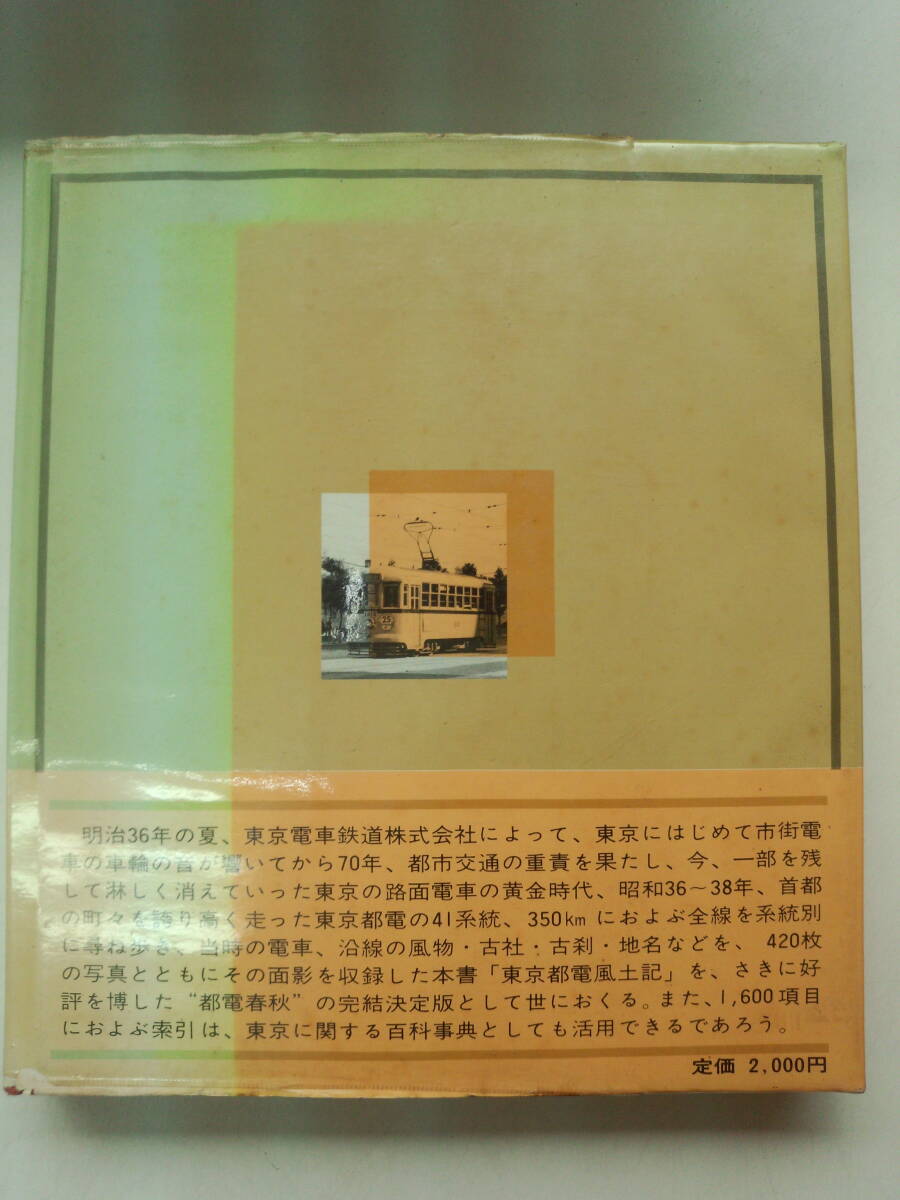 明治36年の夏、東京電車鉄道株式会社によって、東京にはじめて市街電
車の車輪の音が響いてから70年、都市交通の重責を果たし、今、一部を残
して淋しく消えていった東京の路面電車の黄金時代、昭和36～38年、首都
の町々を誇り高く走った東京都電の41系統、350kmにおよぶ全線を系統別
に尋ね歩き、当時の電車、沿線の風物・古社・古刹・地名などを、420枚
の写真とともにその面影を収録した本書「東京都電風土記」を、さきに好
評を博した“都電春秋”の完結決定版として世におくる。また、1,600項目
におよぶ索引は、東京に関する百科事典としても活用できるであろう。
定価 2,000円
25